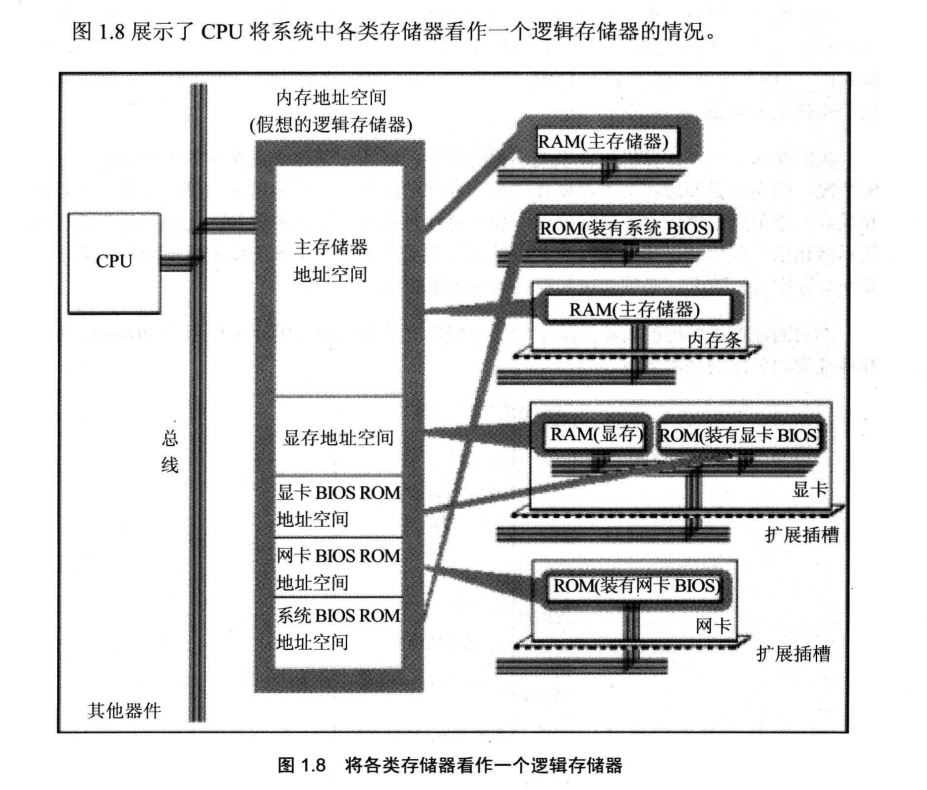 图 1.8 展示了 CPU 将系统中各类存储器看作一个逻辑存储器的情况。
内存地址空间
(假想的逻辑存储器)
CPU
总
线
其他器件
主存储器
地址空间
显存地址空间
显卡 BIOS ROM
地址空间
网卡 BIOS ROM
地址空间
系统 BIOS ROM
地址空间
RAM(主存储器)
ROM(装有系统 BIOS)
RAM(主存储器)
内存条
RAM(显存)
ROM(装有显卡 BIOS)
显卡
扩展插槽
ROM(装有网卡 BIOS)
网卡
扩展插槽
图 1.8 将各类存储器看作一个逻辑存储器